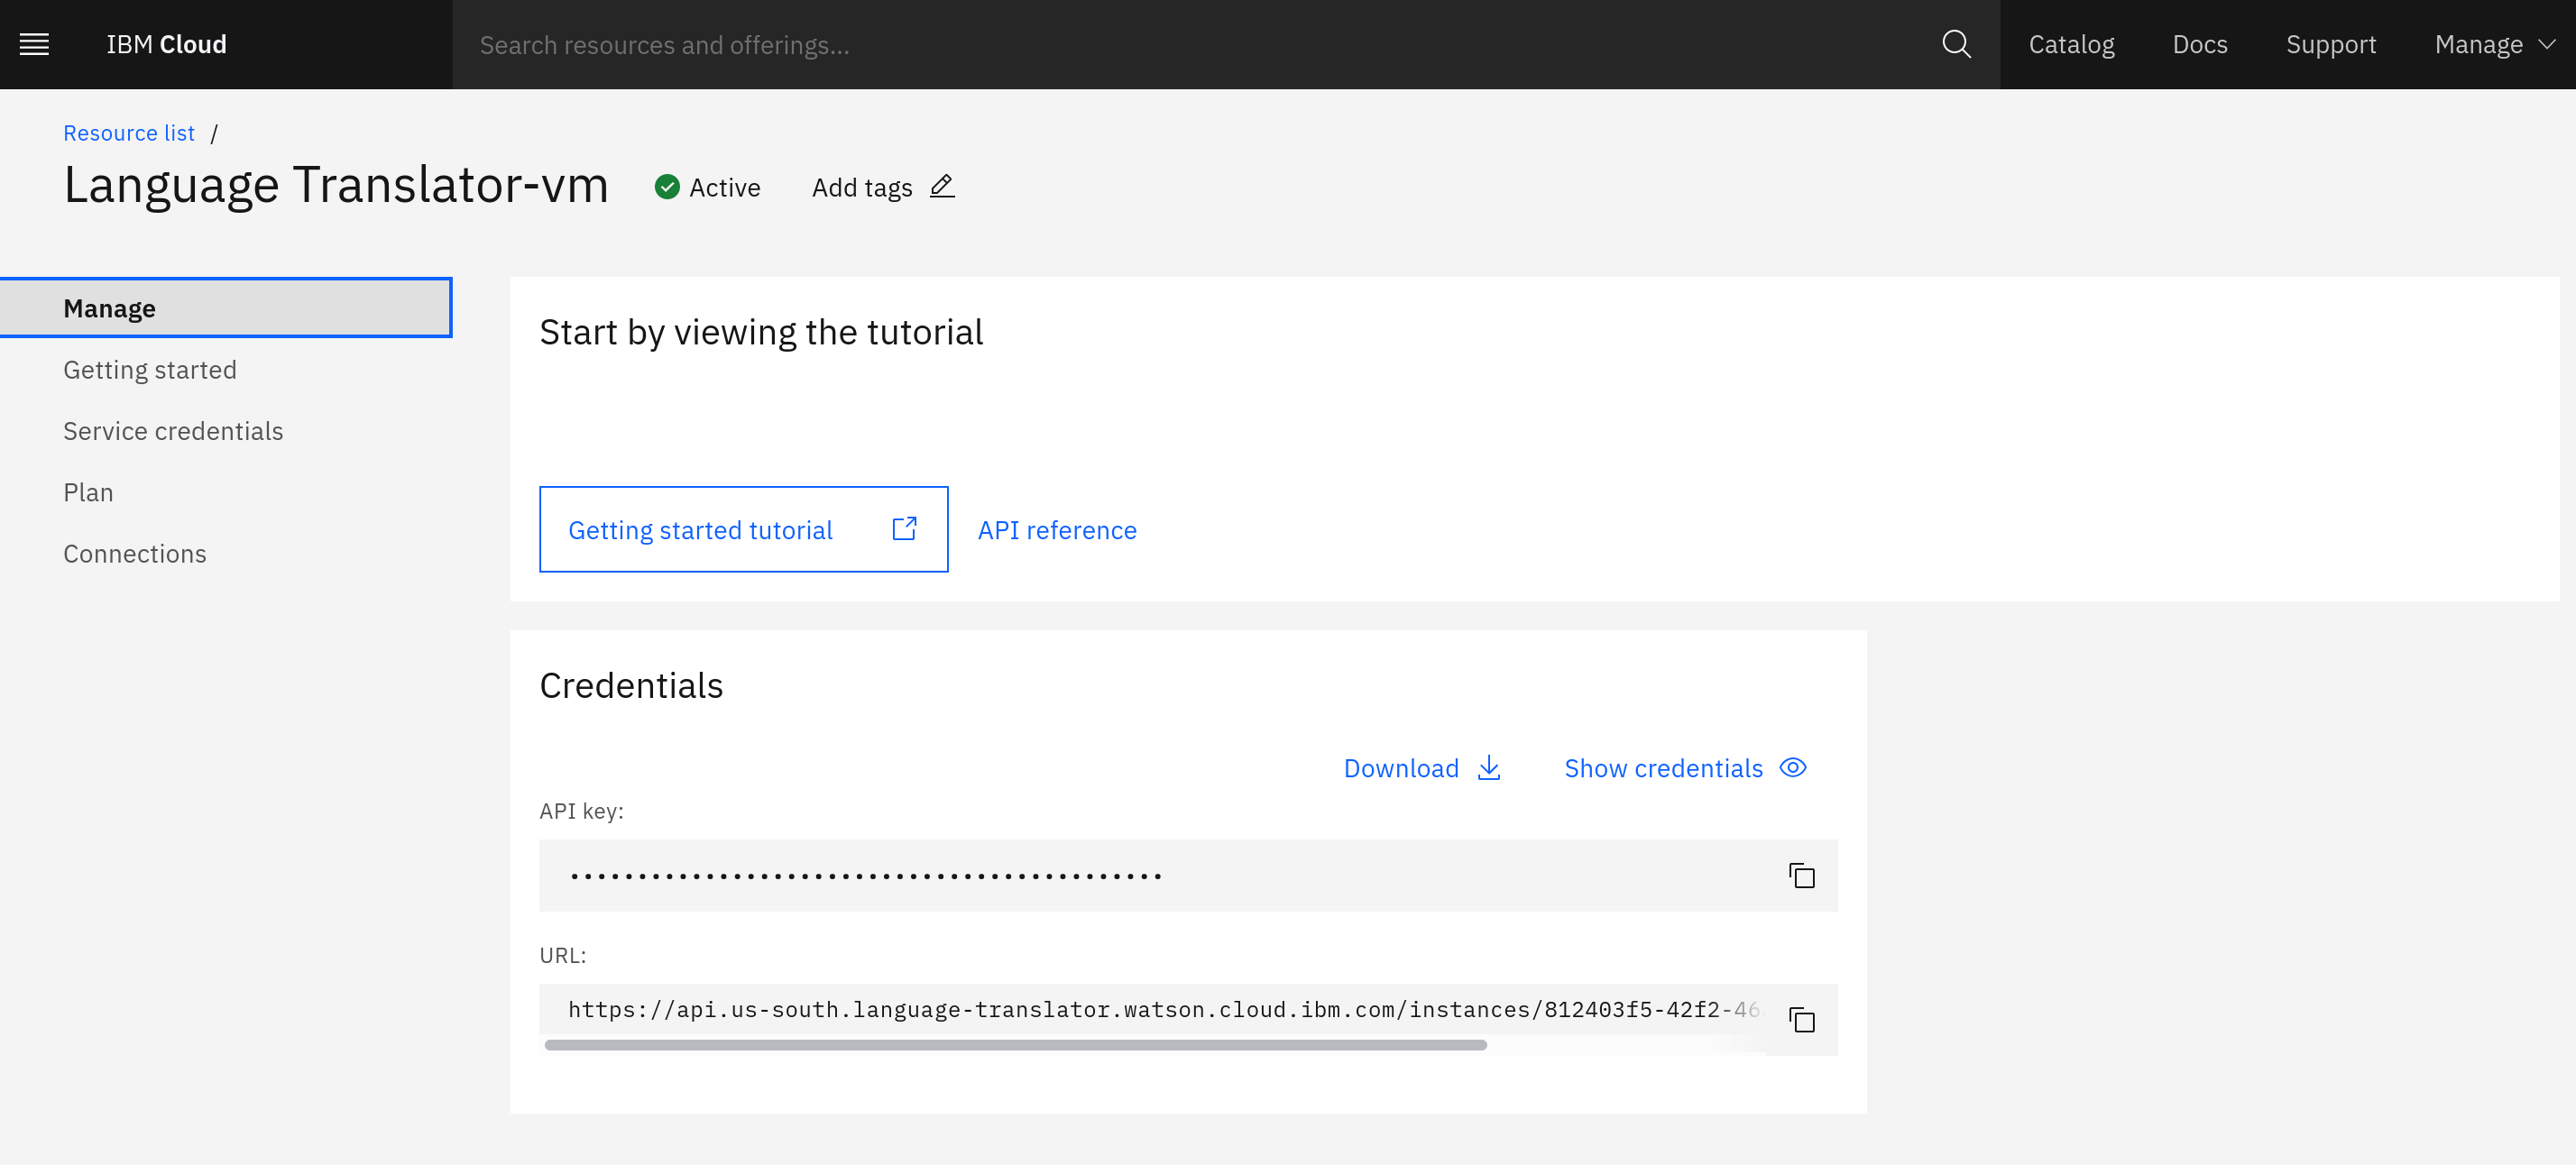 IBM Cloud
Search resources and offerings...
Catalog
Docs
Support
Manage
Resource list /
Language Translator-vm
Active
Add tags
Manage
Getting started
Service credentials
Plan
Connections
Start by viewing the tutorial
Getting started tutorial
API reference
Credentials
Download
Show credentials
API key:
••••••••••••••••••••••••••••••••••••••••••••
URL:
https://api.us-south.language-translator.watson.cloud.ibm.com/instances/812403f5-42f2-46